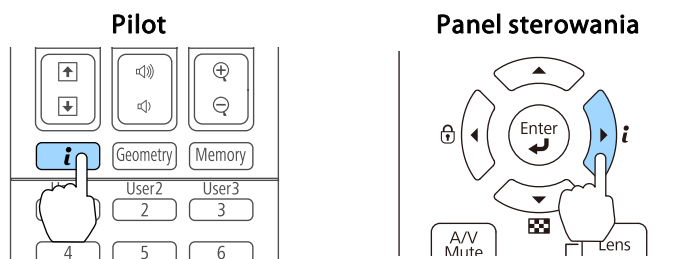 Pilot
Panel sterowania
i
Geometry
Memory
User2
User3
2
3
4
5
6
Enter
i
A/V
Mute
Lens